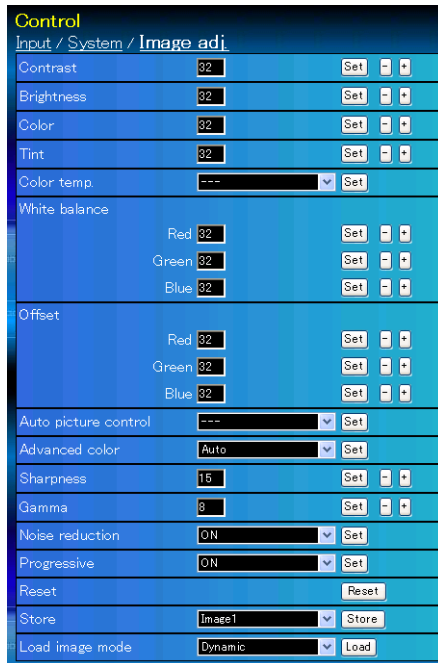 Control
Input / System / Image adj.
Contrast 32 Set - +
Brightness 32 Set - +
Color 32 Set - +
Tint 32 Set - +
Color temp. --- Set
White balance
Red 32 Set - +
Green 32 Set - +
Blue 32 Set - +
Offset
Red 32 Set - +
Green 32 Set - +
Blue 32 Set - +
Auto picture control --- Set
Advanced color Auto Set
Sharpness 15 Set - +
Gamma 8 Set - +
Noise reduction ON Set
Progressive ON Set
Reset Reset
Store Image1 Store
Load image mode Dynamic Load